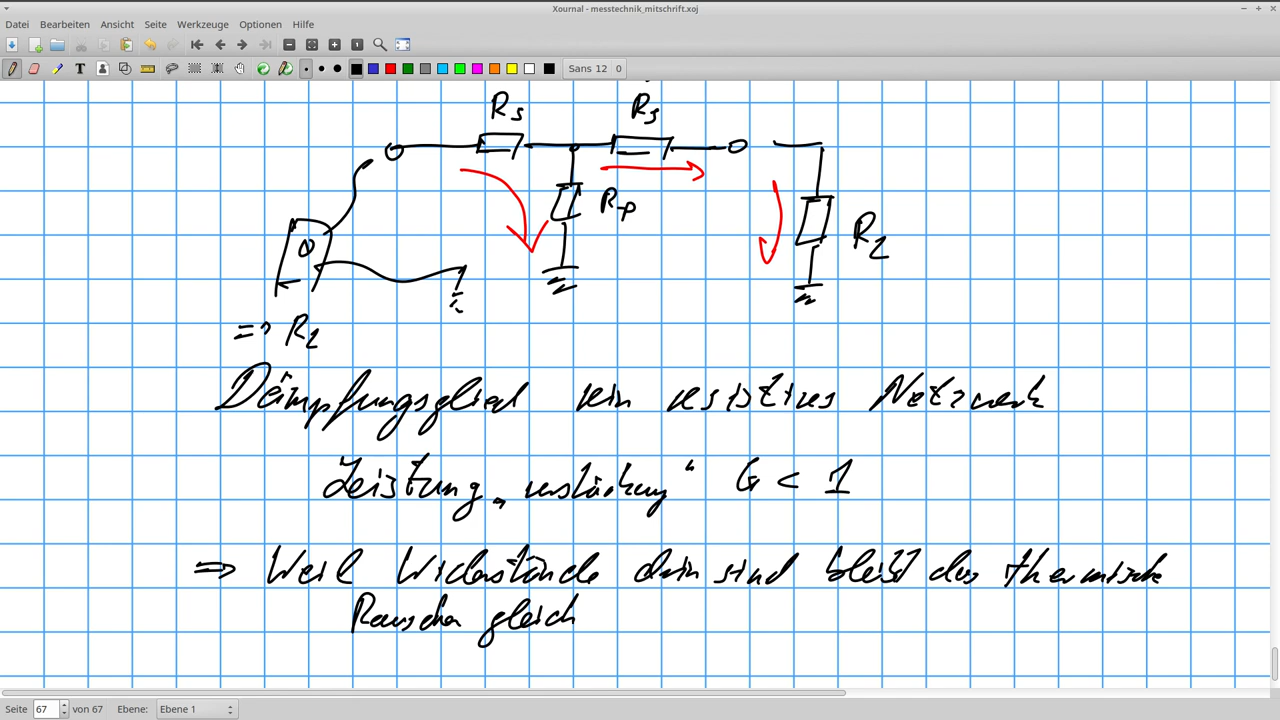 Xournal - messtechnik_mitschrift.xoj
Datei Bearbeiten Ansicht Seite Werkzeuge Optionen Hilfe
Sans 12 0
Rs Rs
Rp
R2
=> R2
Dämpfungsglied rein resistives Netzwerk
Leistung„verstärkung“ G < 1
=> Weil Widerstände drin sind bleibt das thermische
Rauschen gleich
Seite 67 von 67 Ebene: Ebene 1